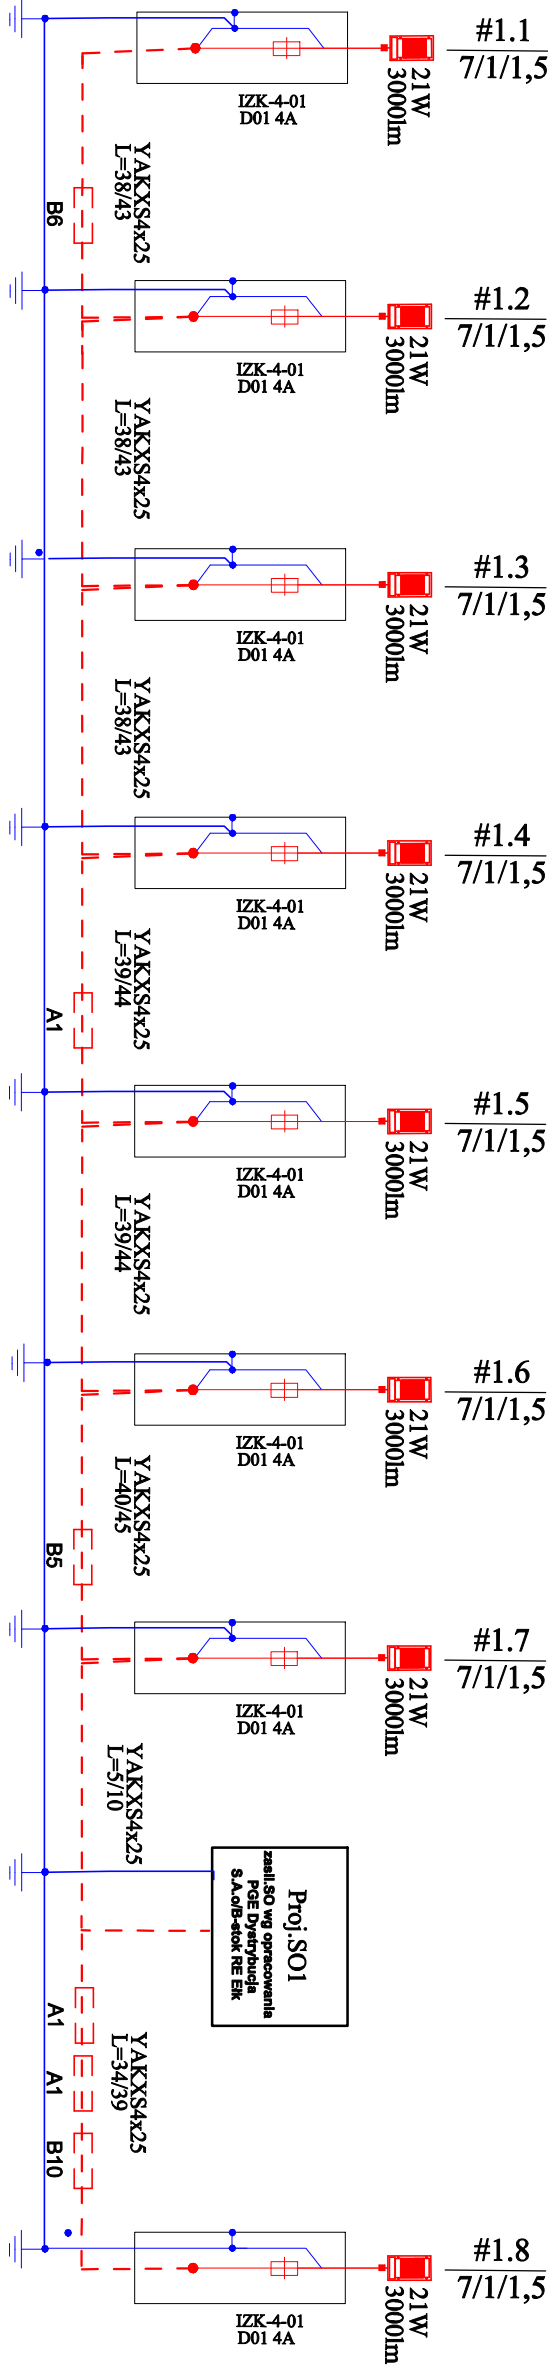 #1.1
7/1/1,5
21W
3000lm
IZK-4-01
D01 4A
YAKXS4x25
L=38/43
B6
#1.2
7/1/1,5
21W
3000lm
IZK-4-01
D01 4A
YAKXS4x25
L=38/43
#1.3
7/1/1,5
21W
3000lm
IZK-4-01
D01 4A
YAKXS4x25
L=38/43
#1.4
7/1/1,5
21W
3000lm
IZK-4-01
D01 4A
YAKXS4x25
L=39/44
A1
#1.5
7/1/1,5
21W
3000lm
IZK-4-01
D01 4A
YAKXS4x25
L=39/44
#1.6
7/1/1,5
21W
3000lm
IZK-4-01
D01 4A
YAKXS4x25
L=40/45
B5
#1.7
7/1/1,5
21W
3000lm
IZK-4-01
D01 4A
YAKXS4x25
L=5/10
Proj.SO1
zasil.SO wg opracowania
PGE Dystrybucja
S.A.o/B-stok RE Ełk
A1
YAKXS4x25
L=34/39
A1
B10
#1.8
7/1/1,5
21W
3000lm
IZK-4-01
D01 4A